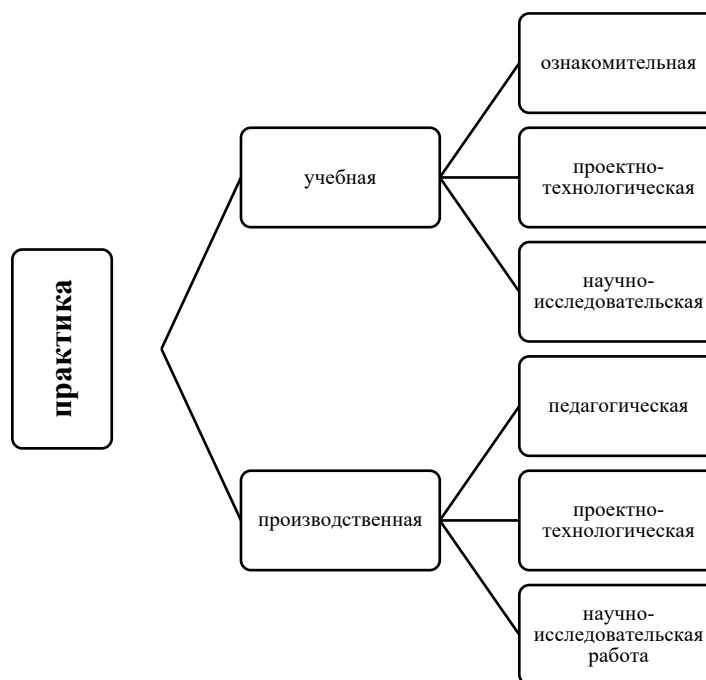 практика
учебная
ознакомительная
проектно-
технологическая
научно-
исследовательская
производственная
педагогическая
проектно-
технологическая
научно-
исследовательская
работа